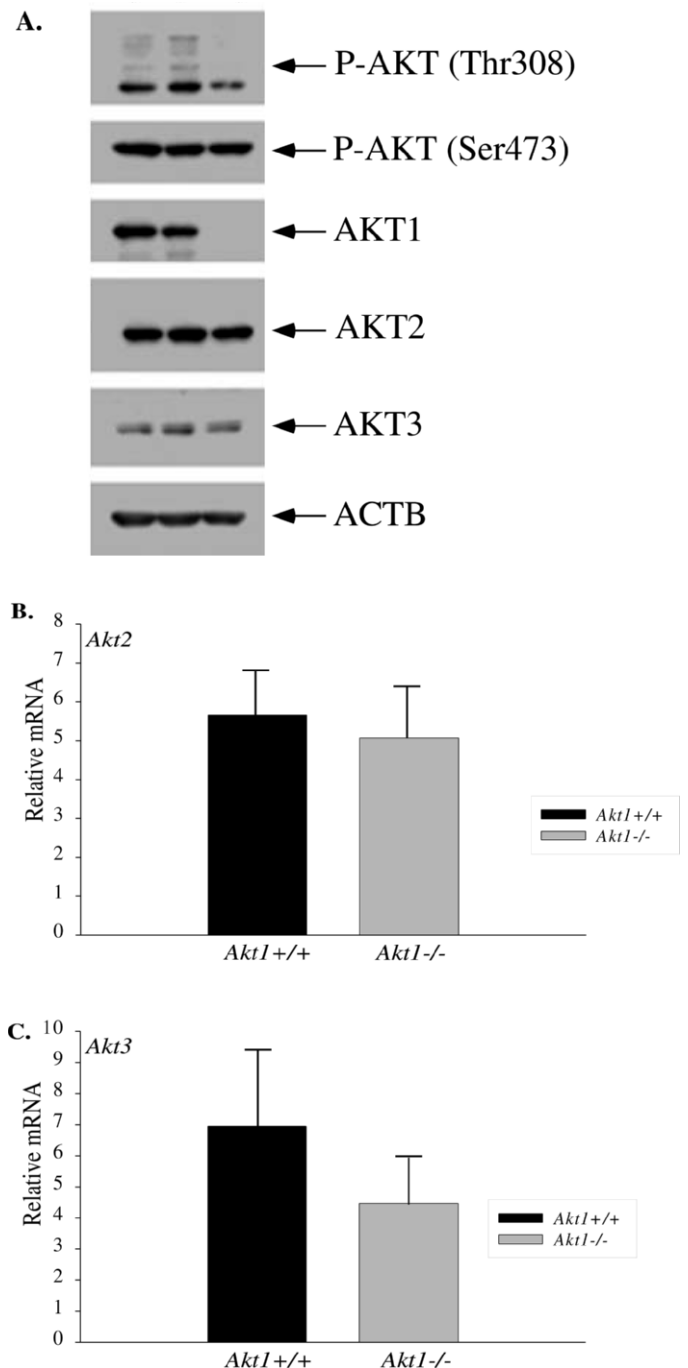 A.
P-AKT (Thr308)
P-AKT (Ser473)
AKT1
AKT2
AKT3
ACTB
B.
Akt2
Relative mRNA
8
7
6
5
4
3
2
1
0
Akt1+/+
Akt1-/-
Akt1+/+
Akt1-/-
C.
Akt3
Relative mRNA
10
9
8
7
6
5
4
3
2
1
0
Akt1+/+
Akt1-/-
Akt1+/+
Akt1-/-